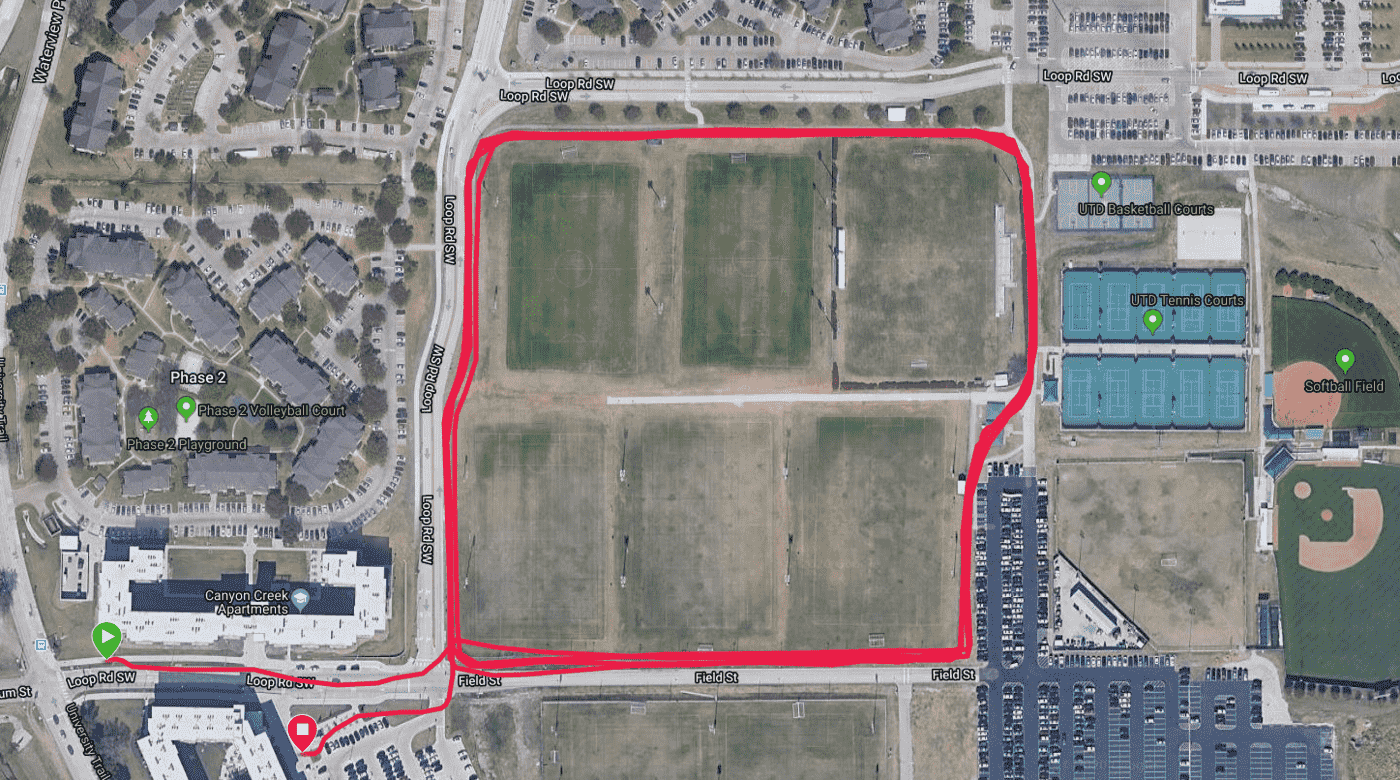 Waterview P
Loop Rd SW
Loop Rd SW
Loop Rd SW
Loop Rd SW
Loop Rd SW
UTD Basketball Courts
Loop Rd SW
UTD Tennis Courts
Softball Field
Loop Rd SW
Phase 2
Phase 2 Volleyball Court
Phase 2 Playground
Loop Rd SW
Canyon Creek
Apartments
Loop Rd SW
Loop Rd SW
um St
Field St
Field St
Field St
University Trail